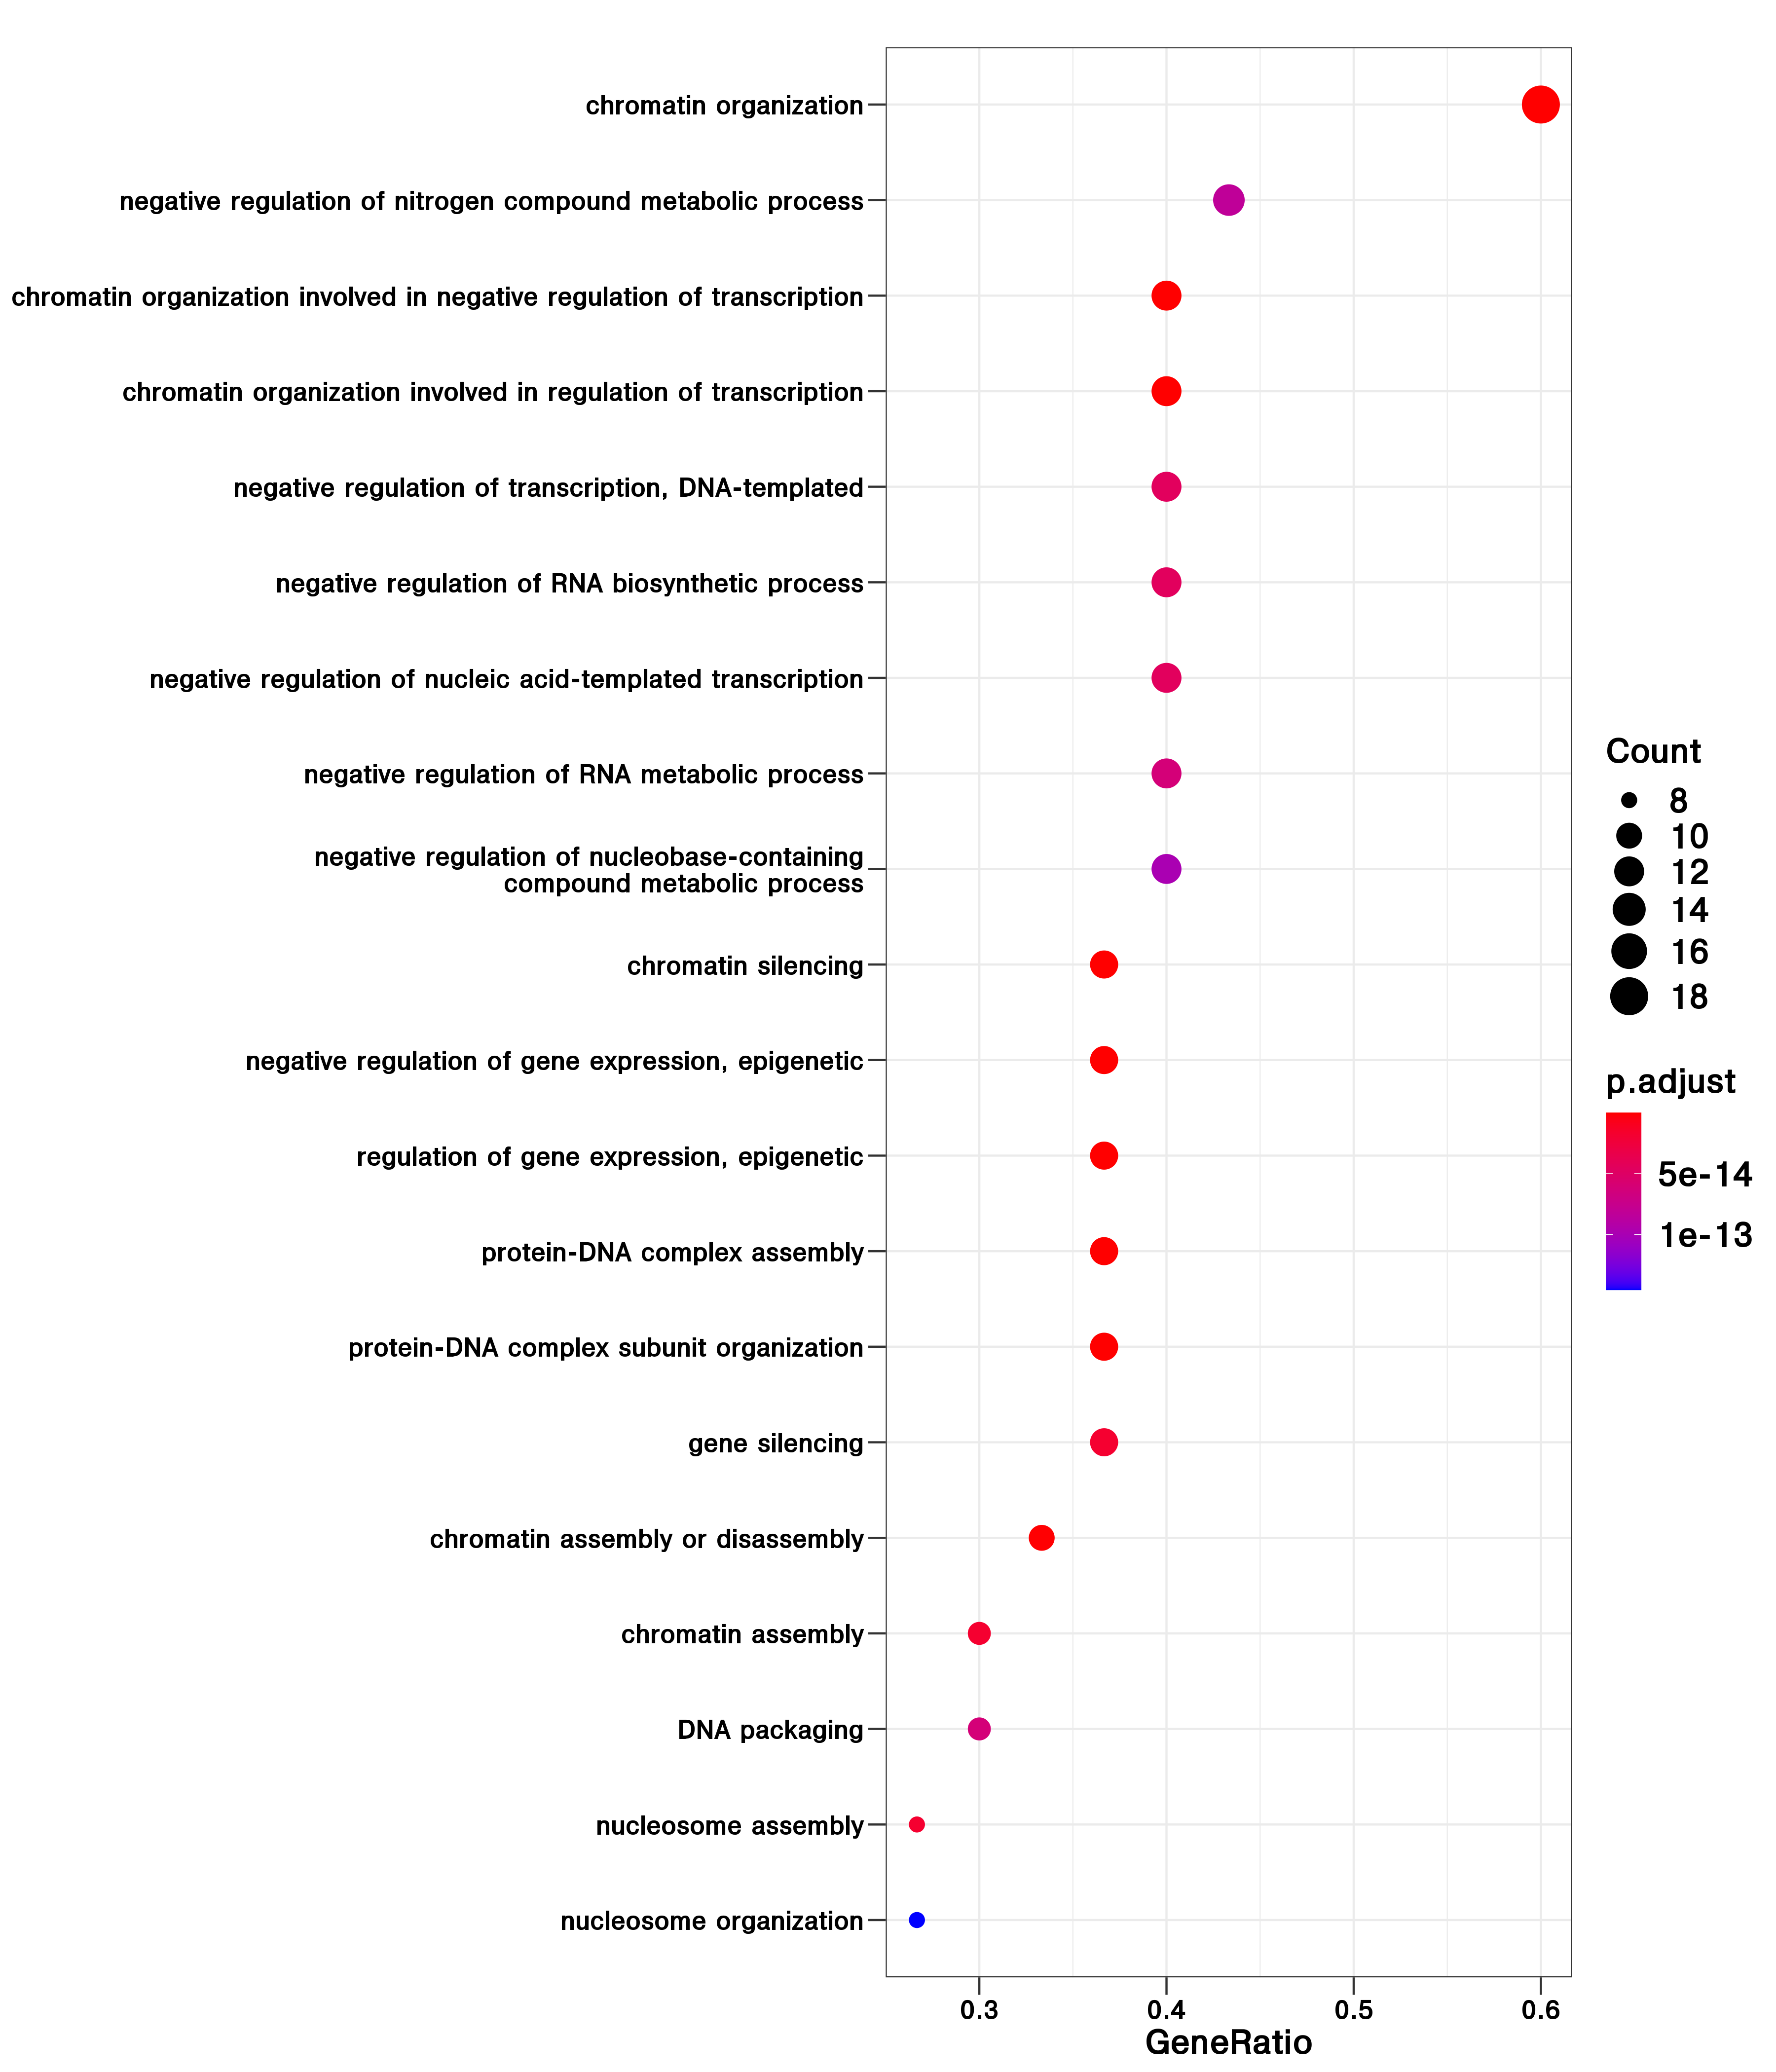 chromatin organization
negative regulation of nitrogen compound metabolic process
chromatin organization involved in negative regulation of transcription
chromatin organization involved in regulation of transcription
negative regulation of transcription, DNA-templated
negative regulation of RNA biosynthetic process
negative regulation of nucleic acid-templated transcription
negative regulation of RNA metabolic process
negative regulation of nucleobase-containing
compound metabolic process
chromatin silencing
negative regulation of gene expression, epigenetic
regulation of gene expression, epigenetic
protein-DNA complex assembly
protein-DNA complex subunit organization
gene silencing
chromatin assembly or disassembly
chromatin assembly
DNA packaging
nucleosome assembly
nucleosome organization
0.3 0.4 0.5 0.6
GeneRatio
Count
8
10
12
14
16
18
p.adjust
5e-14
1e-13